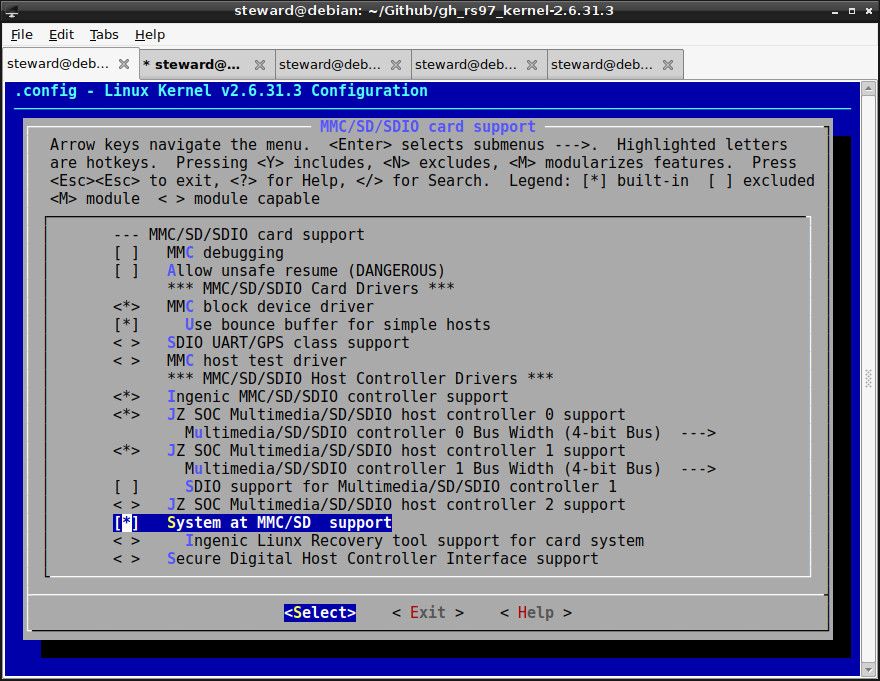 steward@debian: ~/Github/gh_rs97_kernel-2.6.31.3
File Edit Tabs Help
steward@deb... * steward@... steward@deb... steward@deb... steward@deb...
.config - Linux Kernel v2.6.31.3 Configuration
MMC/SD/SDIO card support
Arrow keys navigate the menu. <Enter> selects submenus --->. Highlighted letters
are hotkeys. Pressing <Y> includes, <N> excludes, <M> modularizes features. Press
<Esc><Esc> to exit, <?> for Help, </> for Search. Legend: [*] built-in [ ] excluded
<M> module < > module capable
--- MMC/SD/SDIO card support
[ ] MMC debugging
[ ] Allow unsafe resume (DANGEROUS)
*** MMC/SD/SDIO Card Drivers ***
<*> MMC block device driver
[*] Use bounce buffer for simple hosts
< > SDIO UART/GPS class support
< > MMC host test driver
*** MMC/SD/SDIO Host Controller Drivers ***
<*> Ingenic MMC/SD/SDIO controller support
<*> JZ SOC Multimedia/SD/SDIO host controller 0 support
Multimedia/SD/SDIO controller 0 Bus Width (4-bit Bus) --->
<*> JZ SOC Multimedia/SD/SDIO host controller 1 support
Multimedia/SD/SDIO controller 1 Bus Width (4-bit Bus) --->
[ ] SDIO support for Multimedia/SD/SDIO controller 1
< > JZ SOC Multimedia/SD/SDIO host controller 2 support
[*] System at MMC/SD support
< > Ingenic Liunx Recovery tool support for card system
< > Secure Digital Host Controller Interface support
<Select> < Exit > < Help >